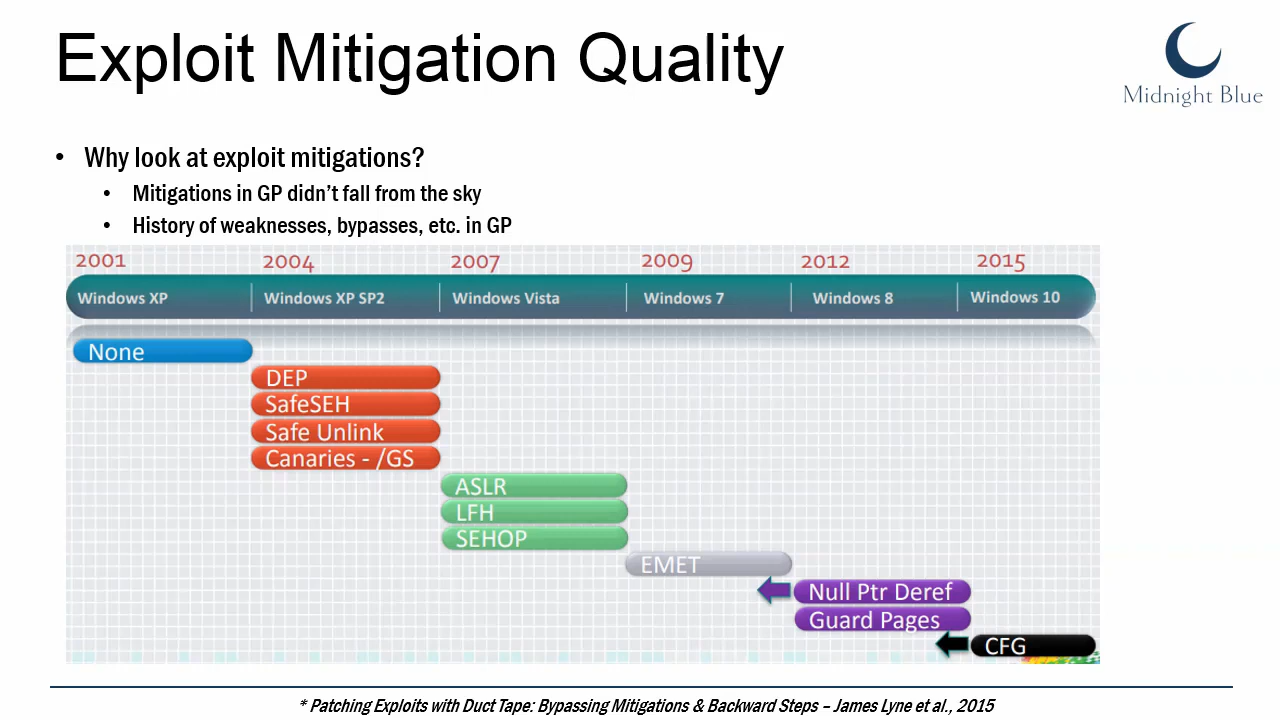 Exploit Mitigation Quality
Midnight Blue
• Why look at exploit mitigations?
• Mitigations in GP didn’t fall from the sky
• History of weaknesses, bypasses, etc. in GP
2001 2004 2007 2009 2012 2015
Windows XP Windows XP SP2 Windows Vista Windows 7 Windows 8 Windows 10
None
DEP
SafeSEH
Safe Unlink
Canaries - /GS
ASLR
LFH
SEHOP
EMET
Null Ptr Deref
Guard Pages
CFG
* Patching Exploits with Duct Tape: Bypassing Mitigations & Backward Steps – James Lyne et al., 2015